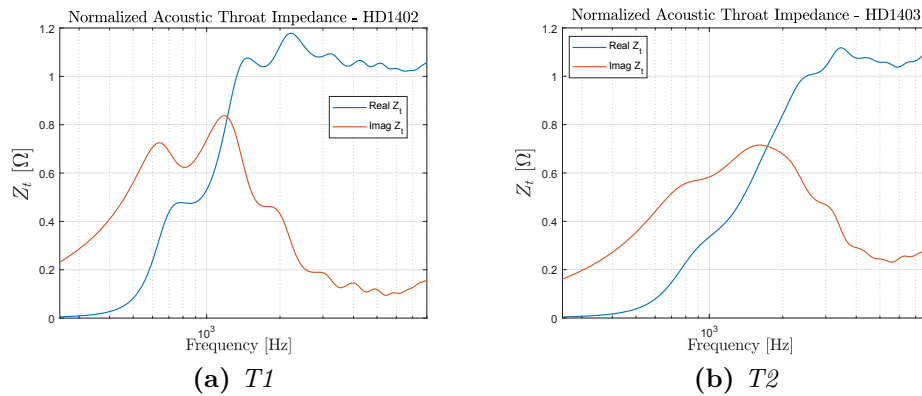 Normalized Acoustic Throat Impedance - HD1402
1.2
1
0.8
0.6
0.4
0.2
0
Z_t [Ω]
Real Z_t
Imag Z_t
10^3
Frequency [Hz]
(a) T1
Normalized Acoustic Throat Impedance - HD1403
1.2
1
0.8
0.6
0.4
0.2
0
Z_t [Ω]
Real Z_t
Imag Z_t
10^3
Frequency [Hz]
(b) T2